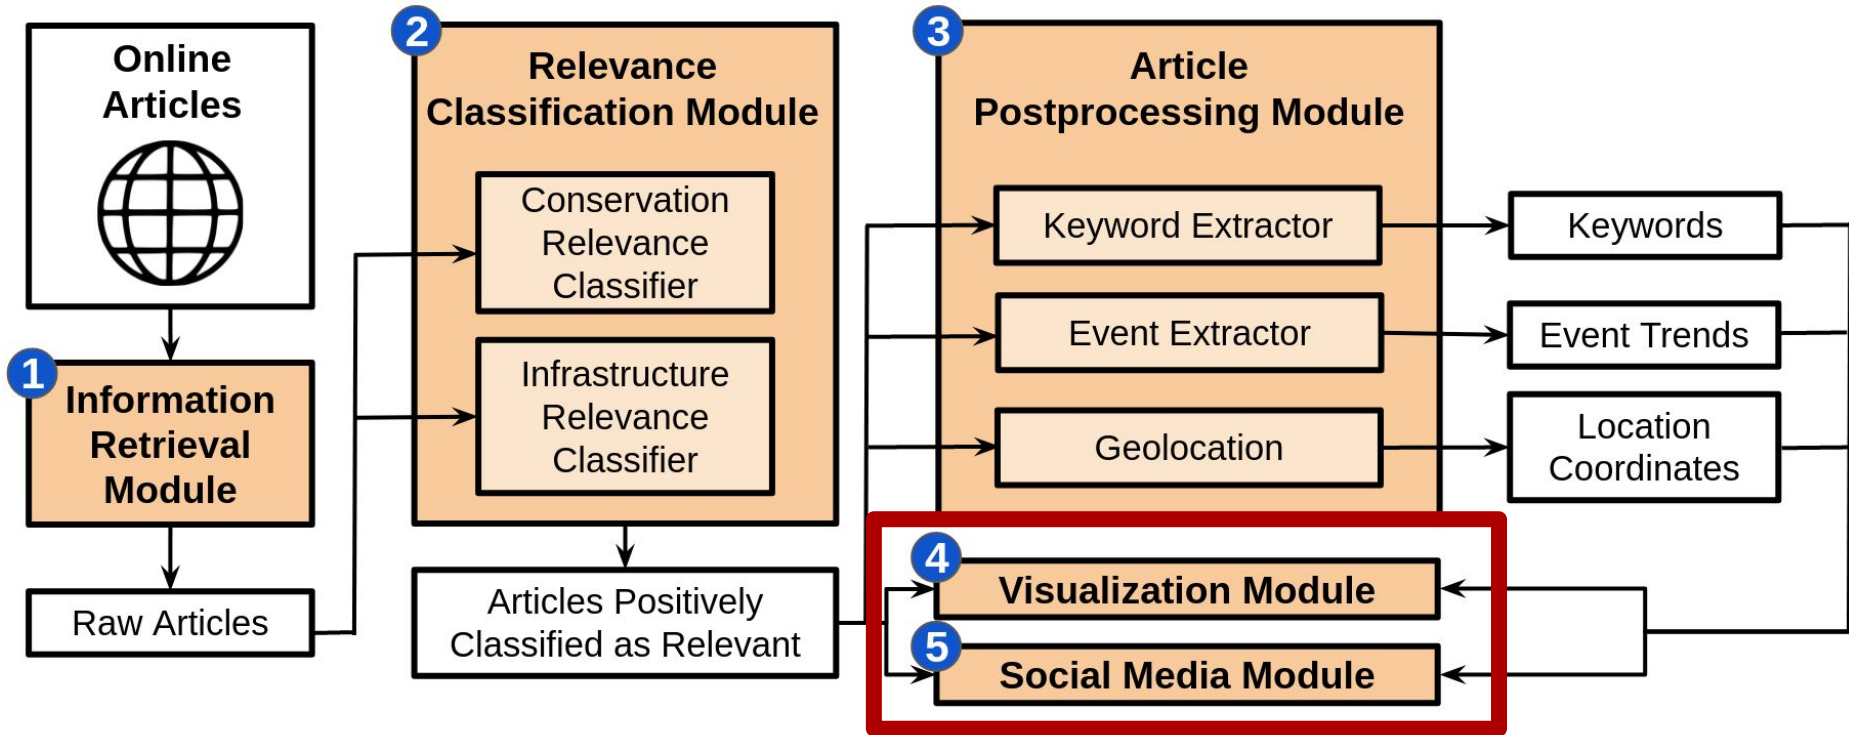 Online
Articles
1
Information
Retrieval
Module
Raw Articles
2
Relevance
Classification Module
Conservation
Relevance
Classifier
Infrastructure
Relevance
Classifier
Articles Positively
Classified as Relevant
3
Article
Postprocessing Module
Keyword Extractor
Event Extractor
Geolocation
Keywords
Event Trends
Location
Coordinates
4
Visualization Module
5
Social Media Module